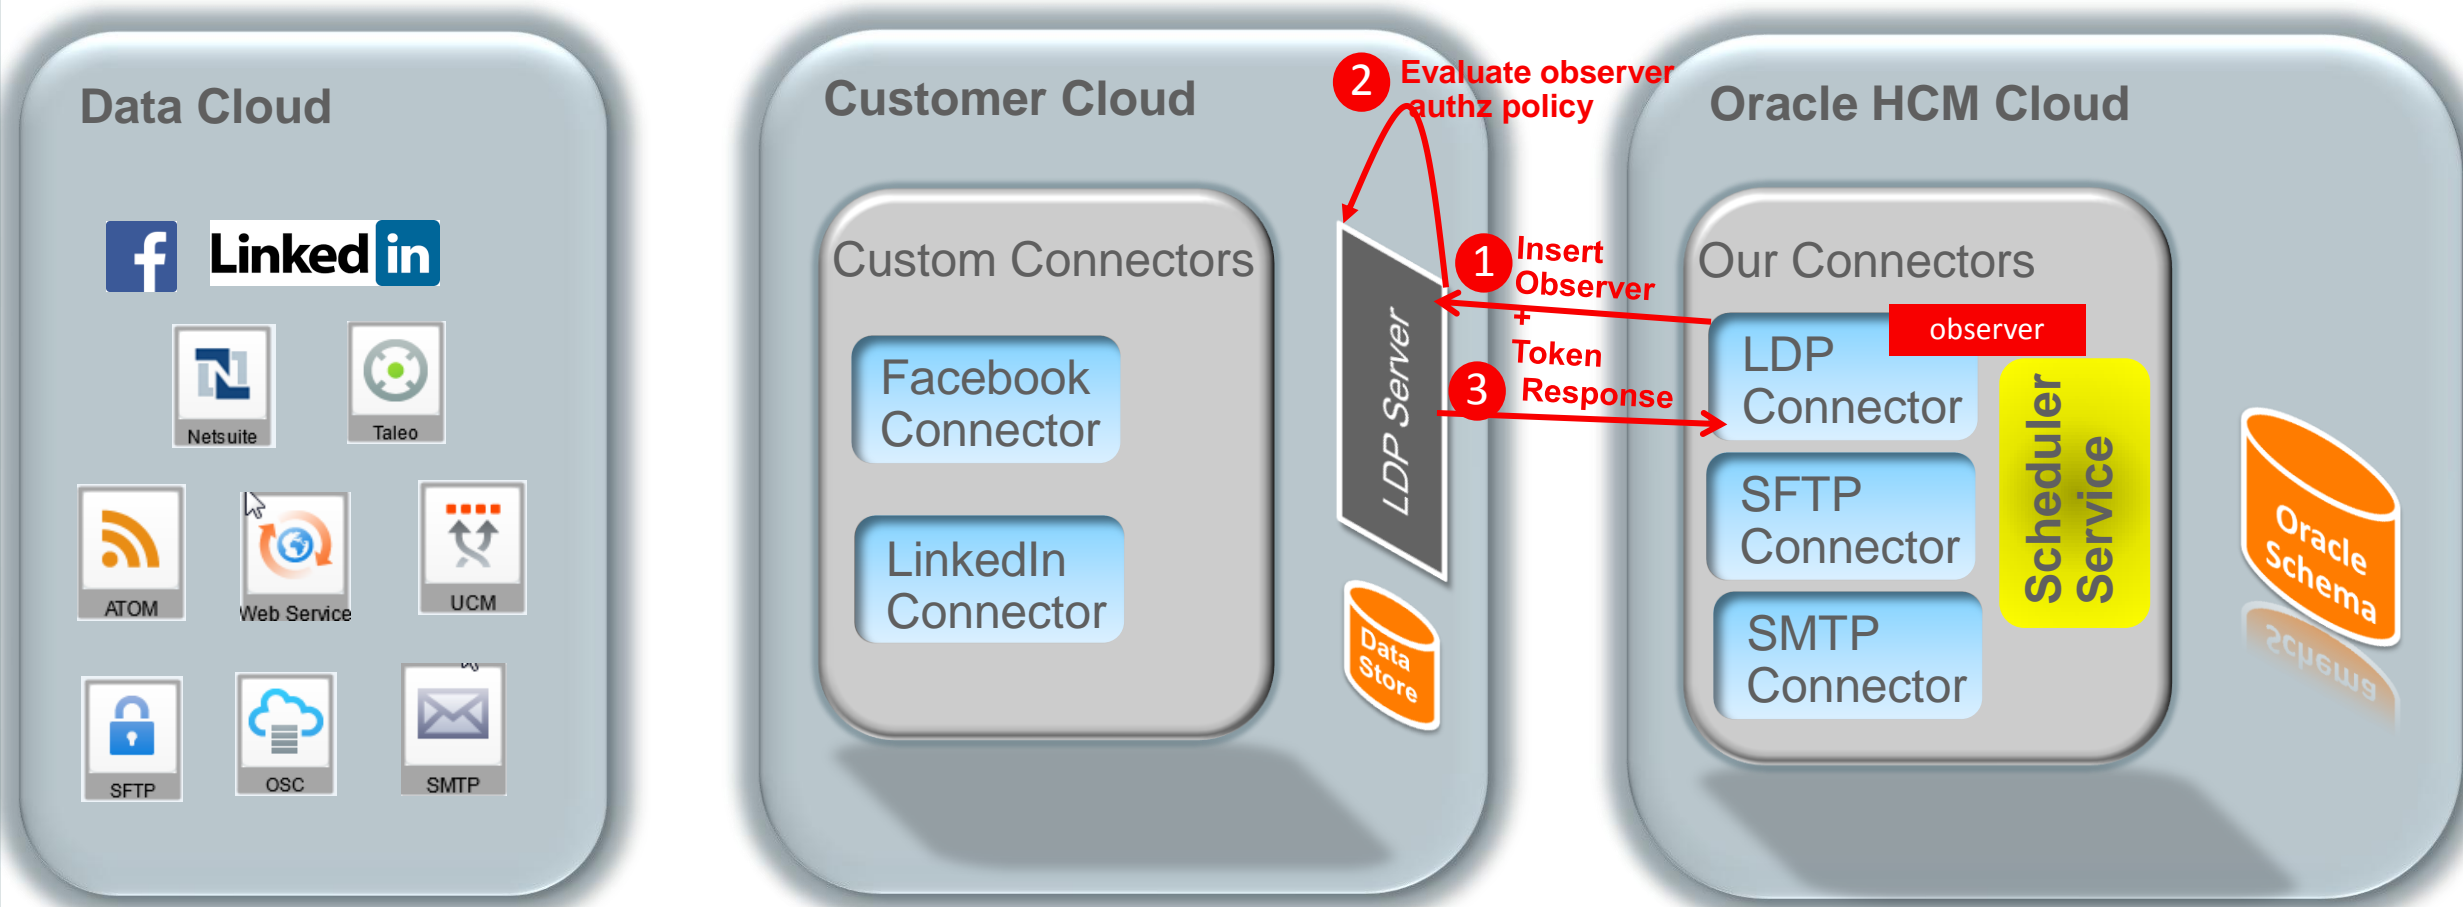 Data Cloud
f
Linked in
N
Netsuite
Taleo
ATOM
Web Service
UCM
SFTP
OSC
SMTP
Customer Cloud
Custom Connectors
Facebook
Connector
LinkedIn
Connector
LDP Server
Data
Store
2 Evaluate observer
authz policy
1 Insert
Observer
+
Token
3 Response
Oracle HCM Cloud
Our Connectors
observer
LDP
Connector
SFTP
Connector
SMTP
Connector
Scheduler
Service
Oracle
Schema
Schema